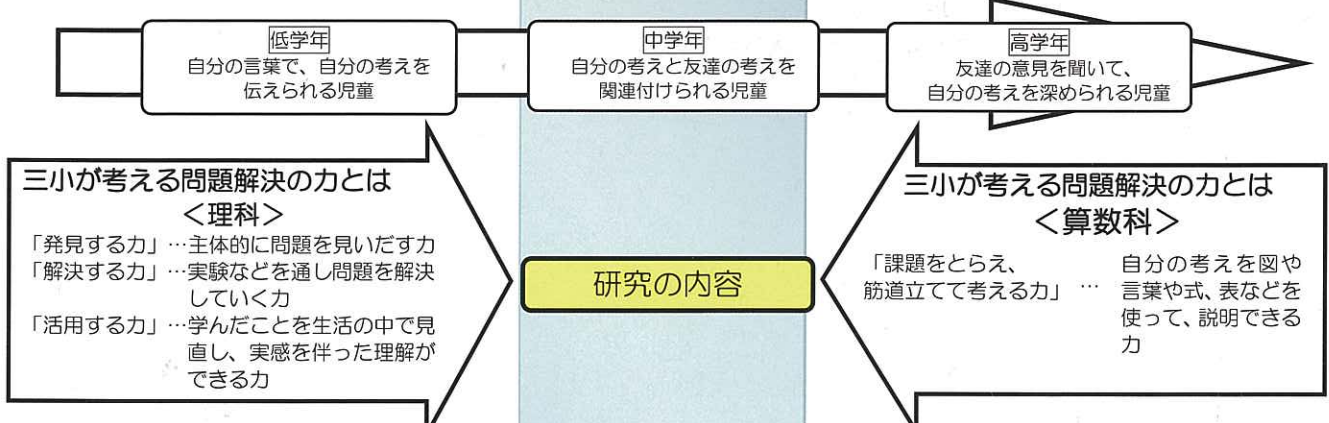 低学年
自分の言葉で、自分の考えを
伝えられる児童
中学年
自分の考えと友達の考えを
関連付けられる児童
高学年
友達の意見を聞いて、
自分の考えを深められる児童
三小が考える問題解決の力とは
＜理科＞
「発見する力」…主体的に問題を見いだす力
「解決する力」…実験などを通し問題を解決
していく力
「活用する力」…学んだことを生活の中で見
直し、実感を伴った理解が
できる力
研究の内容
三小が考える問題解決の力とは
＜算数科＞
「課題をとらえ、
筋道立てて考える力」…
自分の考えを図や
言葉や式、表などを
使って、説明できる
力